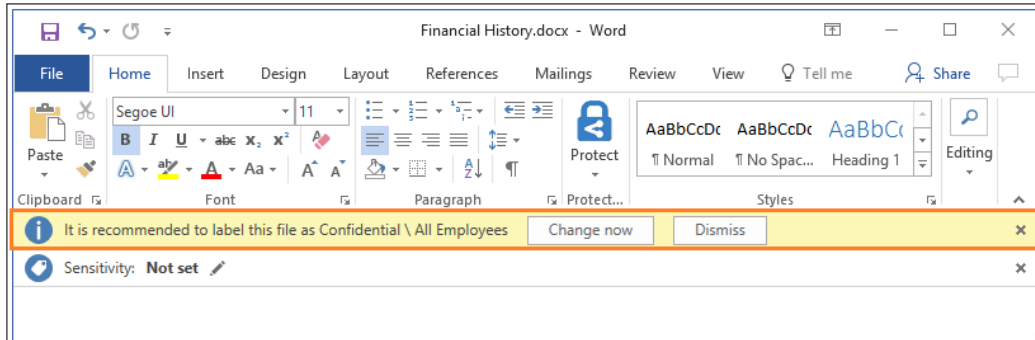 Financial History.docx - Word
File Home Insert Design Layout References Mailings Review View Tell me Share
Segoe UI 11
B I U abc X₂ X²
Paste A aby A Aa A A ¶ Protect AaBbCcDc AaBbCcDc AaBbCc Editing
¶ Normal ¶ No Spac... Heading 1
Clipboard Font Paragraph Protect... Styles
It is recommended to label this file as Confidential \ All Employees Change now Dismiss
Sensitivity: Not set